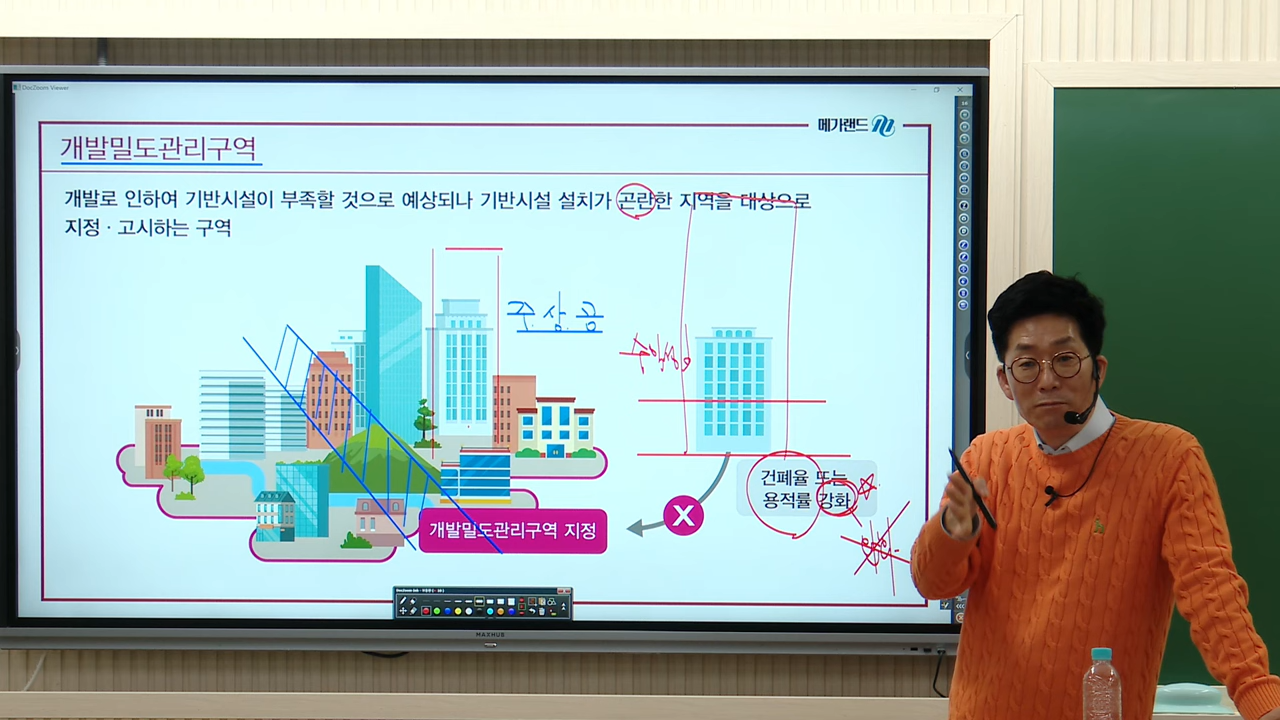 DocZoom Viewer
메가랜드
개발밀도관리구역
개발로 인하여 기반시설이 부족할 것으로 예상되나 기반시설 설치가 곤란한 지역을 대상으로
지정 · 고시하는 구역
주.상.공
건폐율 또는
용적률 강화
개발밀도관리구역 지정
X
MAXHUB